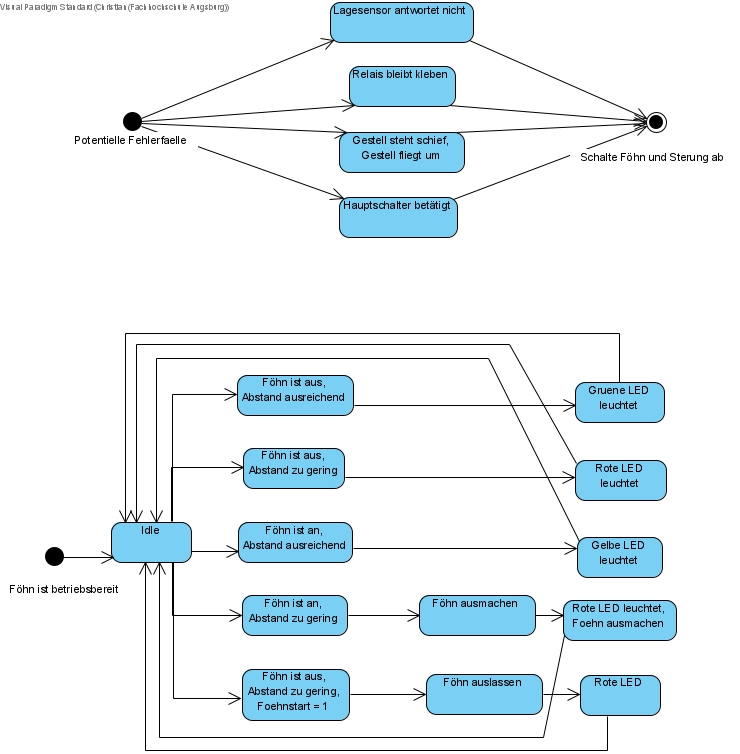 Visual Paradigm Standard (Christian (Fachhochschule Augsburg))
Lagesensor antwortet nicht
Relais bleibt kleben
Potentielle Fehlerfaelle
Gestell steht schief,
Gestell fliegt um
Schalte Föhn und Sterung ab
Hauptschalter betätigt
Föhn ist aus,
Abstand ausreichend
Gruene LED
leuchtet
Föhn ist aus,
Abstand zu gering
Rote LED
leuchtet
Idle
Föhn ist an,
Abstand ausreichend
Gelbe LED
leuchtet
Föhn ist betriebsbereit
Föhn ist an,
Abstand zu gering
Föhn ausmachen
Rote LED leuchtet,
Foehn ausmachen
Föhn ist aus,
Abstand zu gering,
Foehnstart = 1
Föhn auslassen
Rote LED